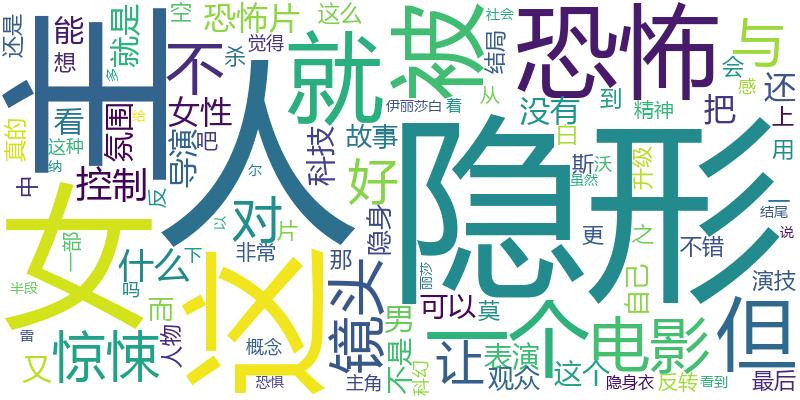 还是
能
想
就是
多
恐怖片
空
杀
这么
觉得
社会
结局
被
恐怖
与
会
感
主
不
就
伊丽莎白
着
从
没有
到
精神
把
还
上
真的
看
这种
给
氛围
女性
巴
导演
科技
故事
人
隐形
白
用
中
纳
控制
反
尔
好
斯
沃
虽然
升级
一
结尾
女
一部
什么
下
以
对
片
非常
隐身
那
丽莎
更
之
不错
说
这
镜头
男
可以
莫
自己
演技
但
半段
吗
而
雷
惊悚
又
人物
概念
恐惧
主角
不是
科幻
一个
让
表演
观众
这个
电影
隐身衣
反转
看到
最后